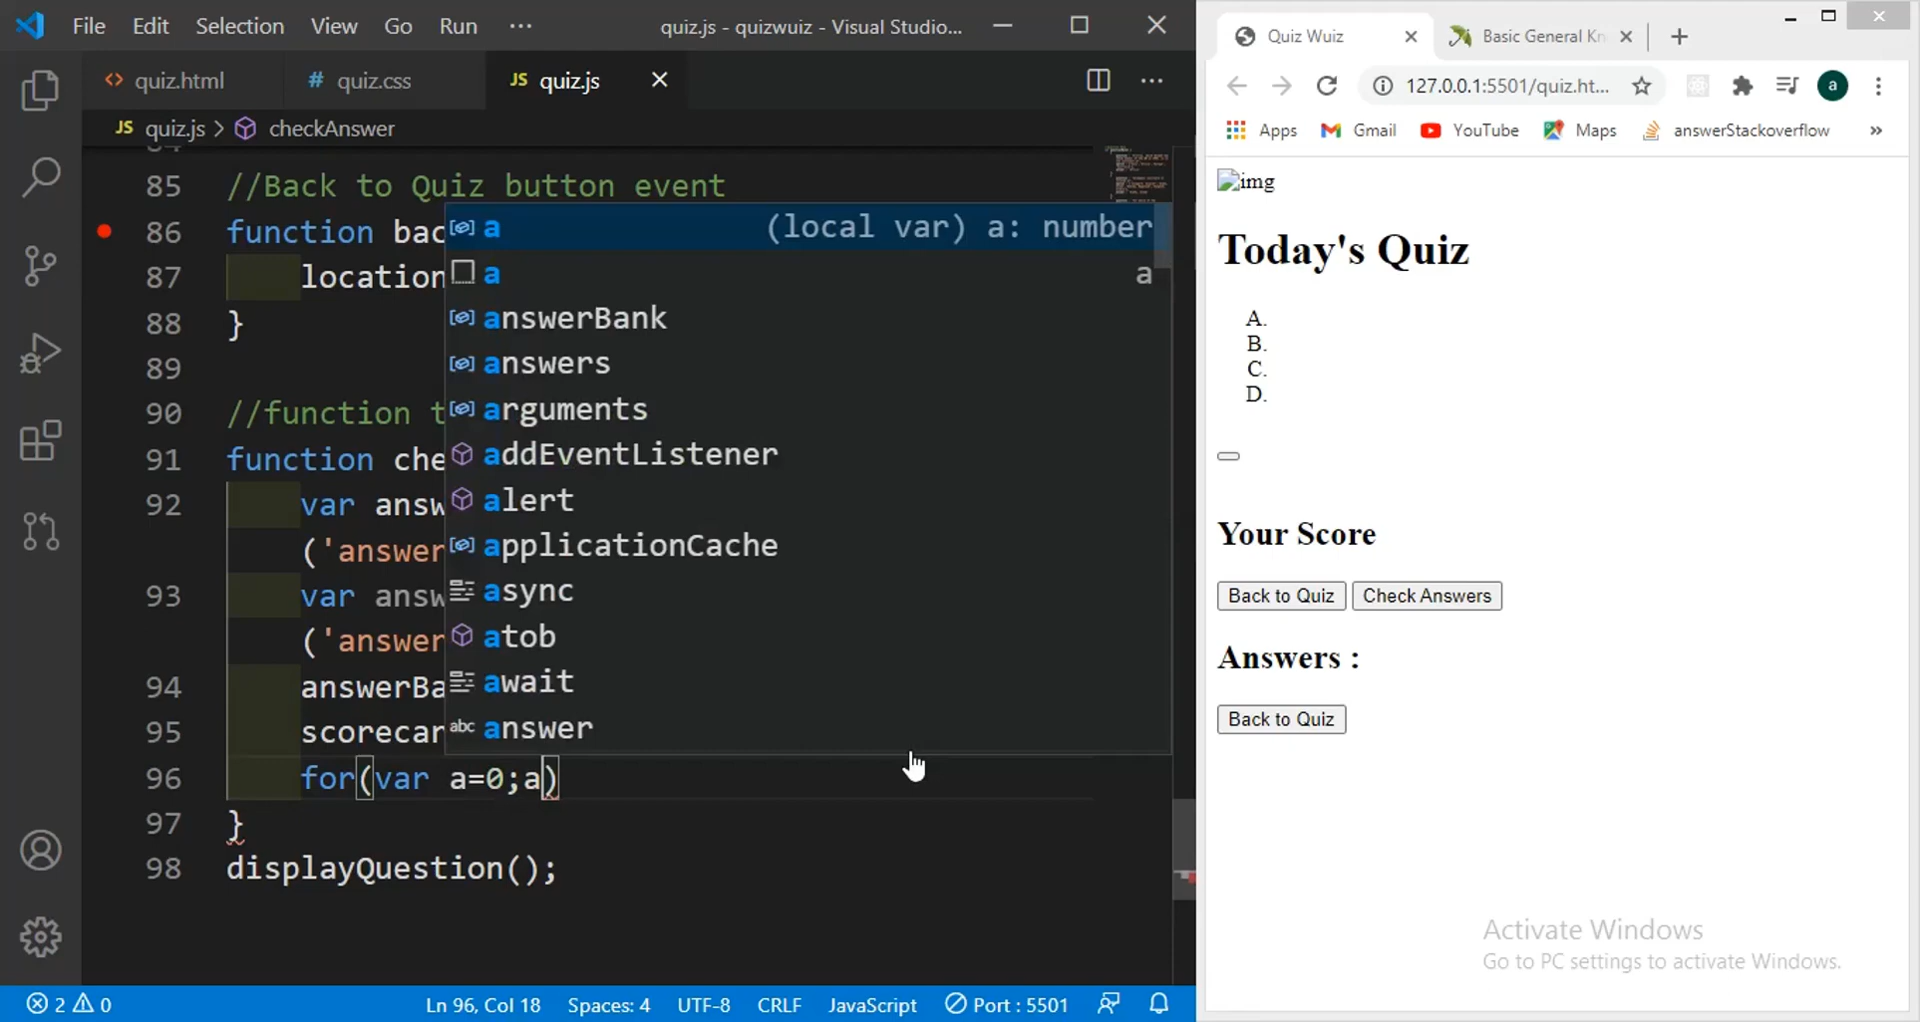 File Edit Selection View Go Run ··· quiz.js - quizwuiz - Visual Studio...
quiz.html # quiz.css JS quiz.js
JS quiz.js > checkAnswer
85 //Back to Quiz button event
86 function bac
87 location
88 }
89
90 //function t
91 function che
92 var answ
('answer
93 var answ
('answer
94 answerBa
95 scorecar
96 for(var a=0;a)
97 }
98 displayQuestion();
a (local var) a: number
a a
answerBank
answers
arguments
addEventListener
alert
applicationCache
async
atob
await
abc answer
2 0 Ln 96, Col 18 Spaces: 4 UTF-8 CRLF JavaScript Port : 5501
Quiz Wuiz Basic General Kn
127.0.0.1:5501/quiz.ht... a
Apps Gmail YouTube Maps answerStackoverflow »
img
Today's Quiz
A.
B.
C.
D.
Your Score
Back to Quiz Check Answers
Answers :
Back to Quiz
Activate Windows
Go to PC settings to activate Windows.